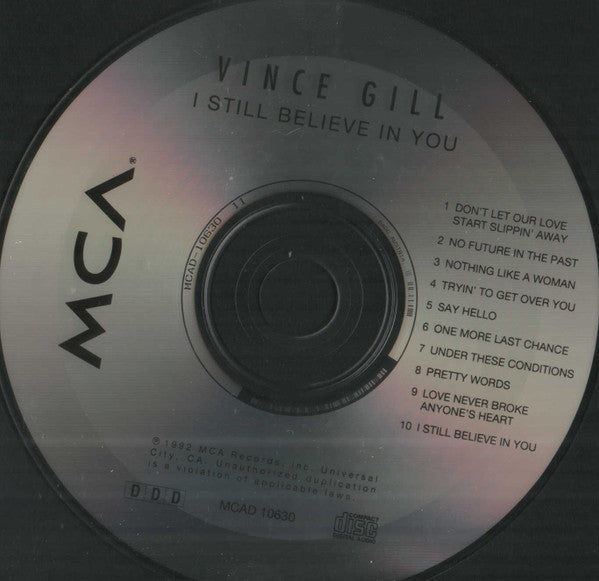 VINCE GILL
I STILL BELIEVE IN YOU
MCA®
MCAD-10630 11
1 DON'T LET OUR LOVE
START SLIPPIN' AWAY
2 NO FUTURE IN THE PAST
3 NOTHING LIKE A WOMAN
4 TRYIN' TO GET OVER YOU
5 SAY HELLO
6 ONE MORE LAST CHANCE
7 UNDER THESE CONDITIONS
8 PRETTY WORDS
9 LOVE NEVER BROKE
ANYONE'S HEART
10 I STILL BELIEVE IN YOU
℗ 1992 MCA Records, Inc. Universal
City, CA. Unauthorized duplication
is a violation of applicable laws.
DDD
MCAD 10630
COMPACT
disc
DIGITAL AUDIO